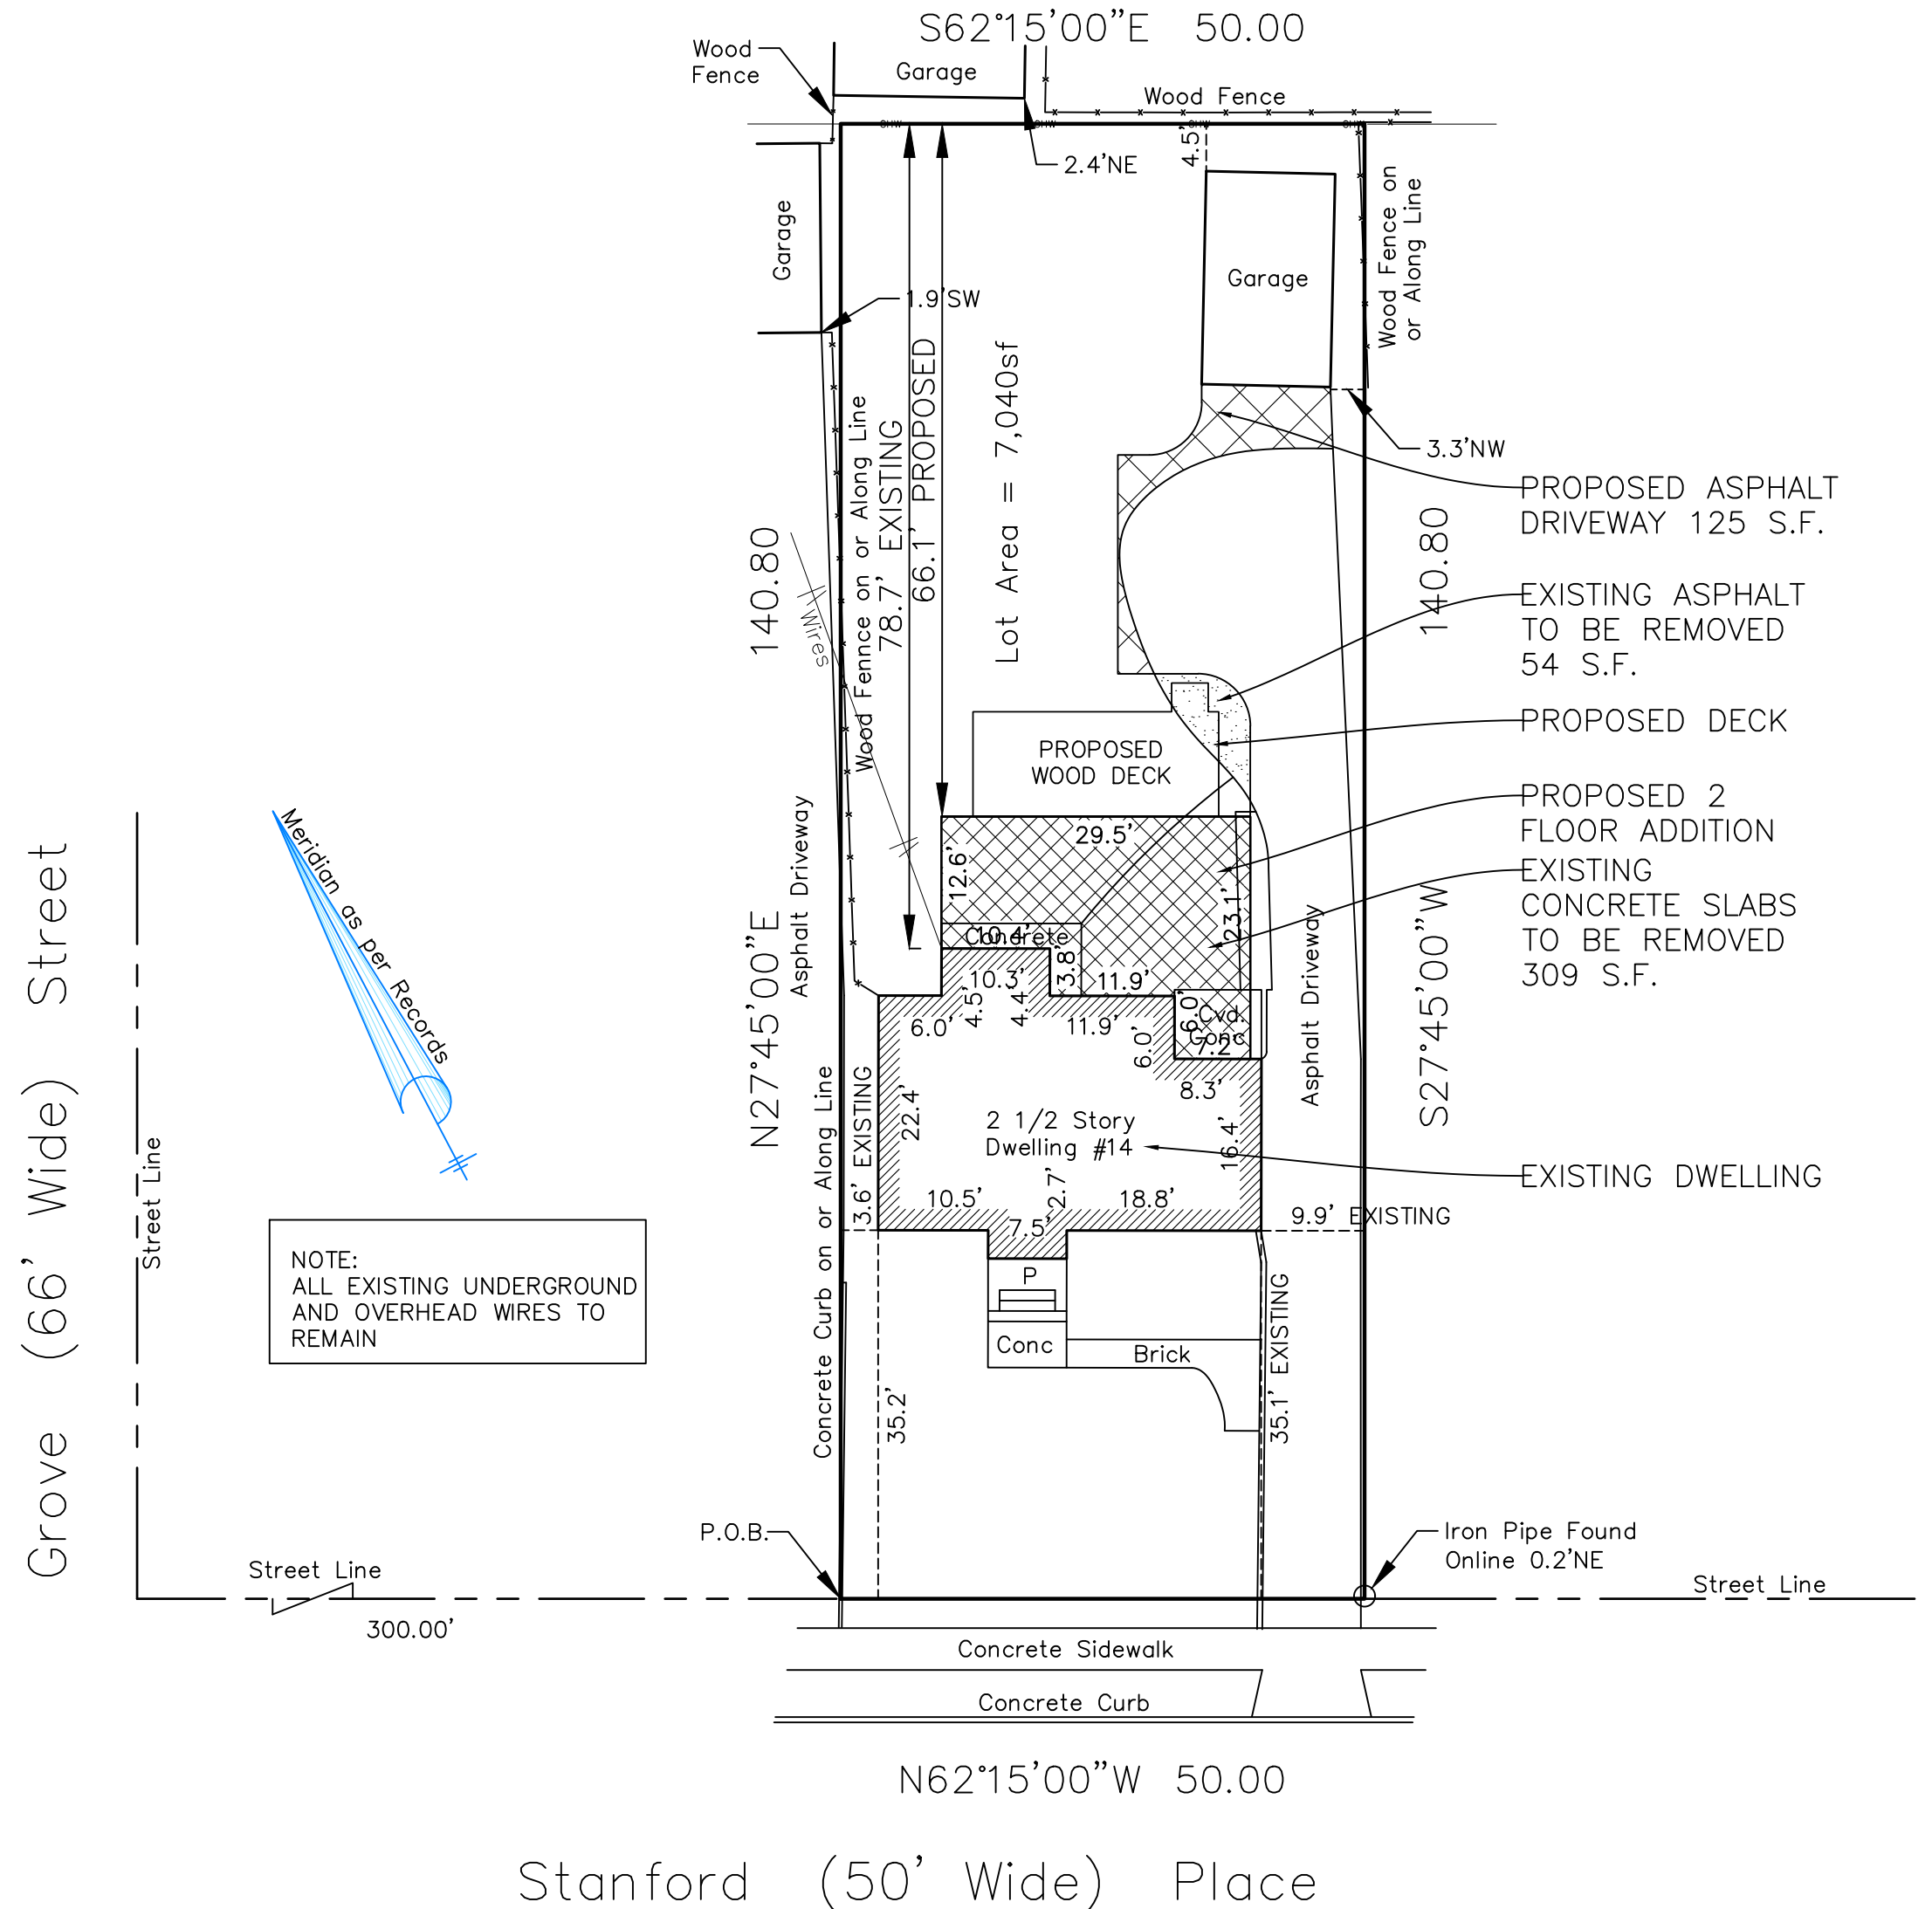 S62°15'00"E 50.00
Wood
Fence
Garage
Wood Fence
OHW
OHW
OHW
OHW
2.4'NE
4.5'
Garage
Garage
Wood Fence on
or Along Line
1.9'SW
Wood Fennce on or Along Line
78.7' EXISTING
66.1' PROPOSED
Lot Area = 7,040sf
3.3'NW
PROPOSED ASPHALT
DRIVEWAY 125 S.F.
140.80
140.80
Wires
EXISTING ASPHALT
TO BE REMOVED
54 S.F.
PROPOSED DECK
PROPOSED
WOOD DECK
PROPOSED 2
FLOOR ADDITION
EXISTING
CONCRETE SLABS
TO BE REMOVED
309 S.F.
29.5'
12.6'
23.1'
Asphalt Driveway
N27°45'00"E
S27°45'00"W
Asphalt Driveway
Concrete
10.4'
10.3'
3.8'
11.9'
6.0'
4.5'
4.4'
11.9'
6.0'
6.0'
Cvd.
Conc
7.2'
8.3'
22.4'
16.4'
2 1/2 Story
Dwelling #14
EXISTING DWELLING
10.5'
2.7'
18.8'
7.5'
3.6' EXISTING
9.9' EXISTING
Concrete Curb on or Along Line
P
Conc
Brick
35.2'
35.1' EXISTING
Meridian as per Records
Grove (66' Wide) Street
Street Line
NOTE:
ALL EXISTING UNDERGROUND
AND OVERHEAD WIRES TO
REMAIN
P.O.B.
Iron Pipe Found
Online 0.2'NE
Street Line
Street Line
300.00'
Concrete Sidewalk
Concrete Curb
N62°15'00"W 50.00
Stanford (50' Wide) Place